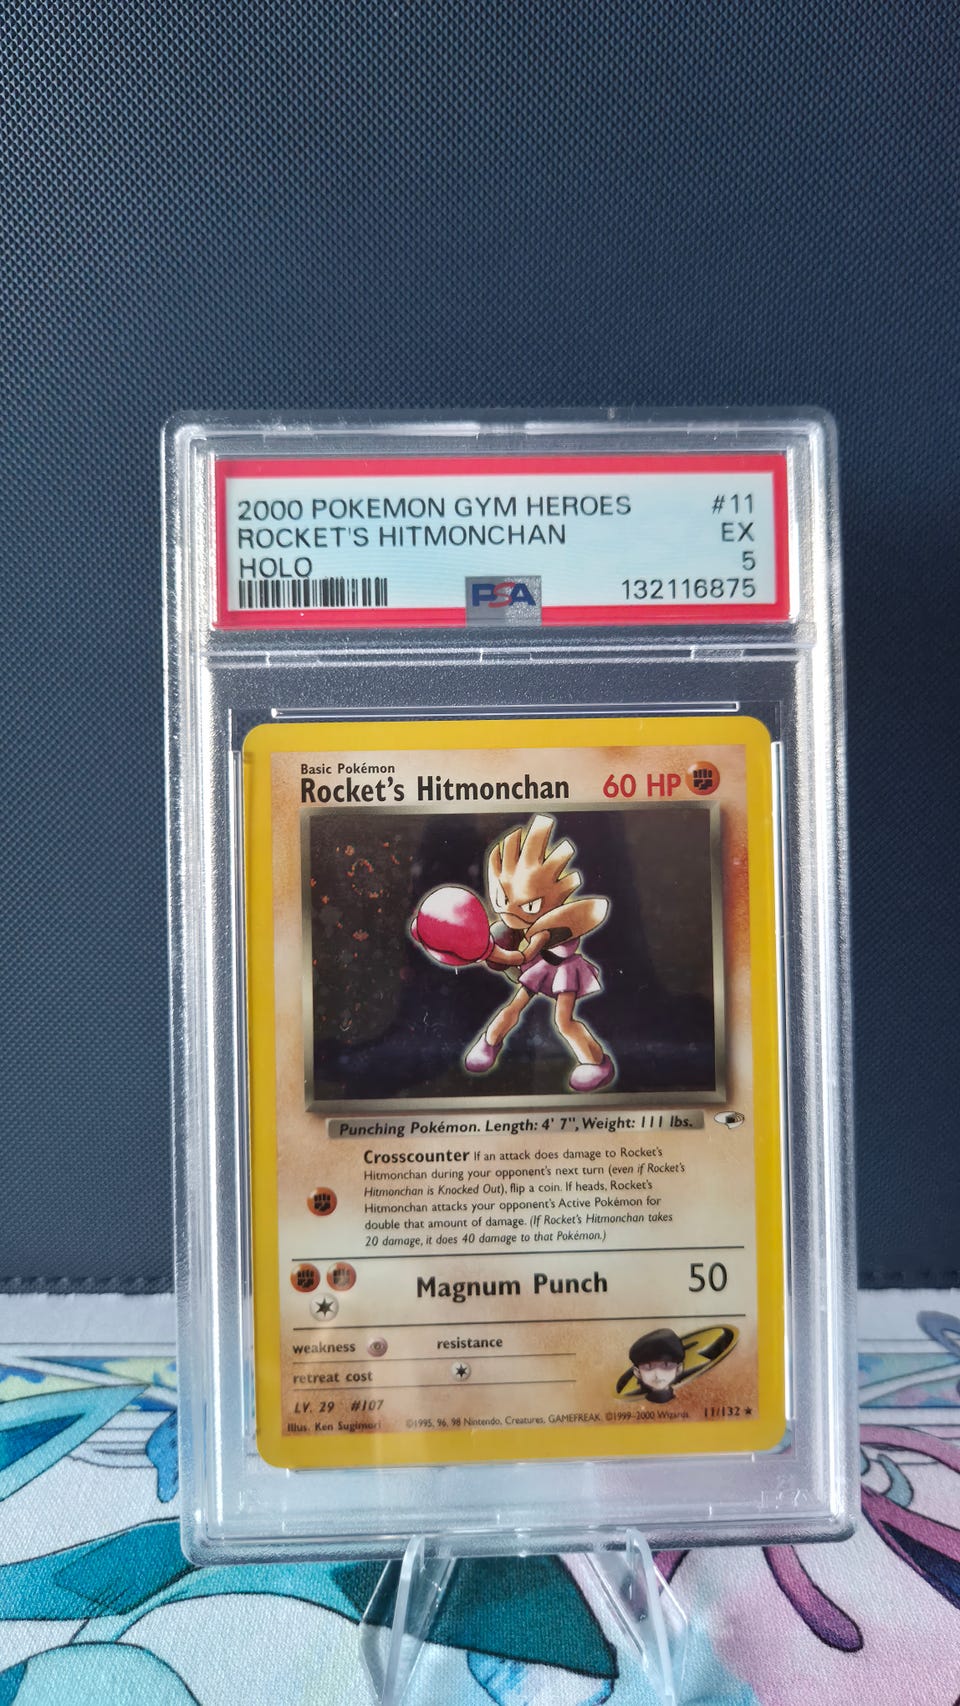 2000 POKEMON GYM HEROES #11
ROCKET'S HITMONCHAN EX
HOLO 5
PSA 132116875
Basic Pokémon
Rocket's Hitmonchan 60 HP
Punching Pokémon. Length: 4' 7", Weight: 111 lbs.
Crosscounter If an attack does damage to Rocket's
Hitmonchan during your opponent's next turn (even if Rocket's
Hitmonchan is Knocked Out), flip a coin. If heads, Rocket's
Hitmonchan attacks your opponent's Active Pokémon for
double that amount of damage. (If Rocket's Hitmonchan takes
20 damage, it does 40 damage to that Pokémon.)
Magnum Punch 50
weakness resistance
retreat cost
LV. 29 #107
Illus. Ken Sugimori ©1995, 96, 98 Nintendo, Creatures, GAMEFREAK. ©1999-2000 Wizards. 11/132 ★